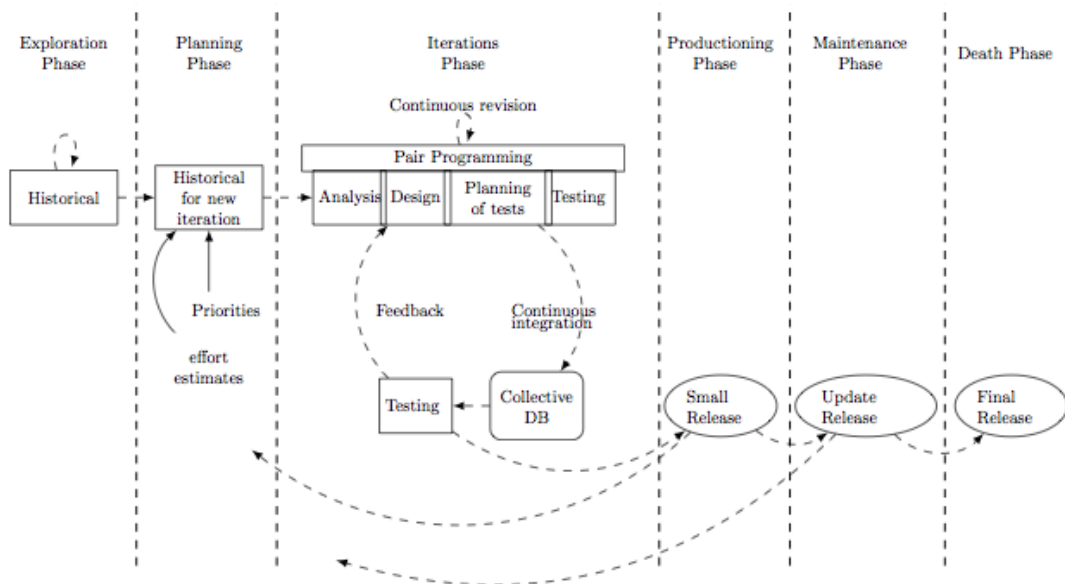 Exploration
Phase
Planning
Phase
Iterations
Phase
Productioning
Phase
Maintenance
Phase
Death Phase
Continuous revision
Pair Programming
Historical
Historical
for new
iteration
Analysis
Design
Planning
of tests
Testing
Priorities
effort
estimates
Feedback
Continuous
integration
Testing
Collective
DB
Small
Release
Update
Release
Final
Release